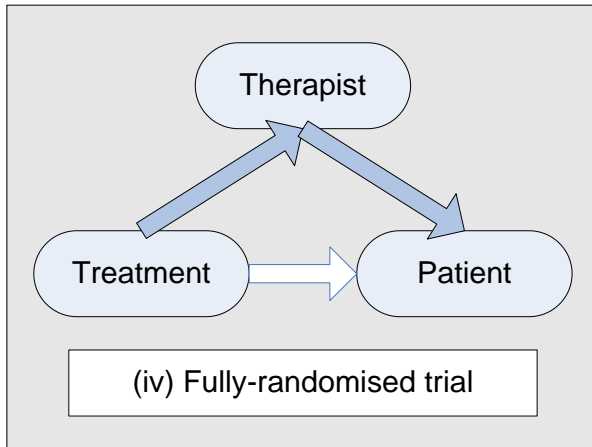 Therapist
Treatment
Patient
(iv) Fully-randomised trial